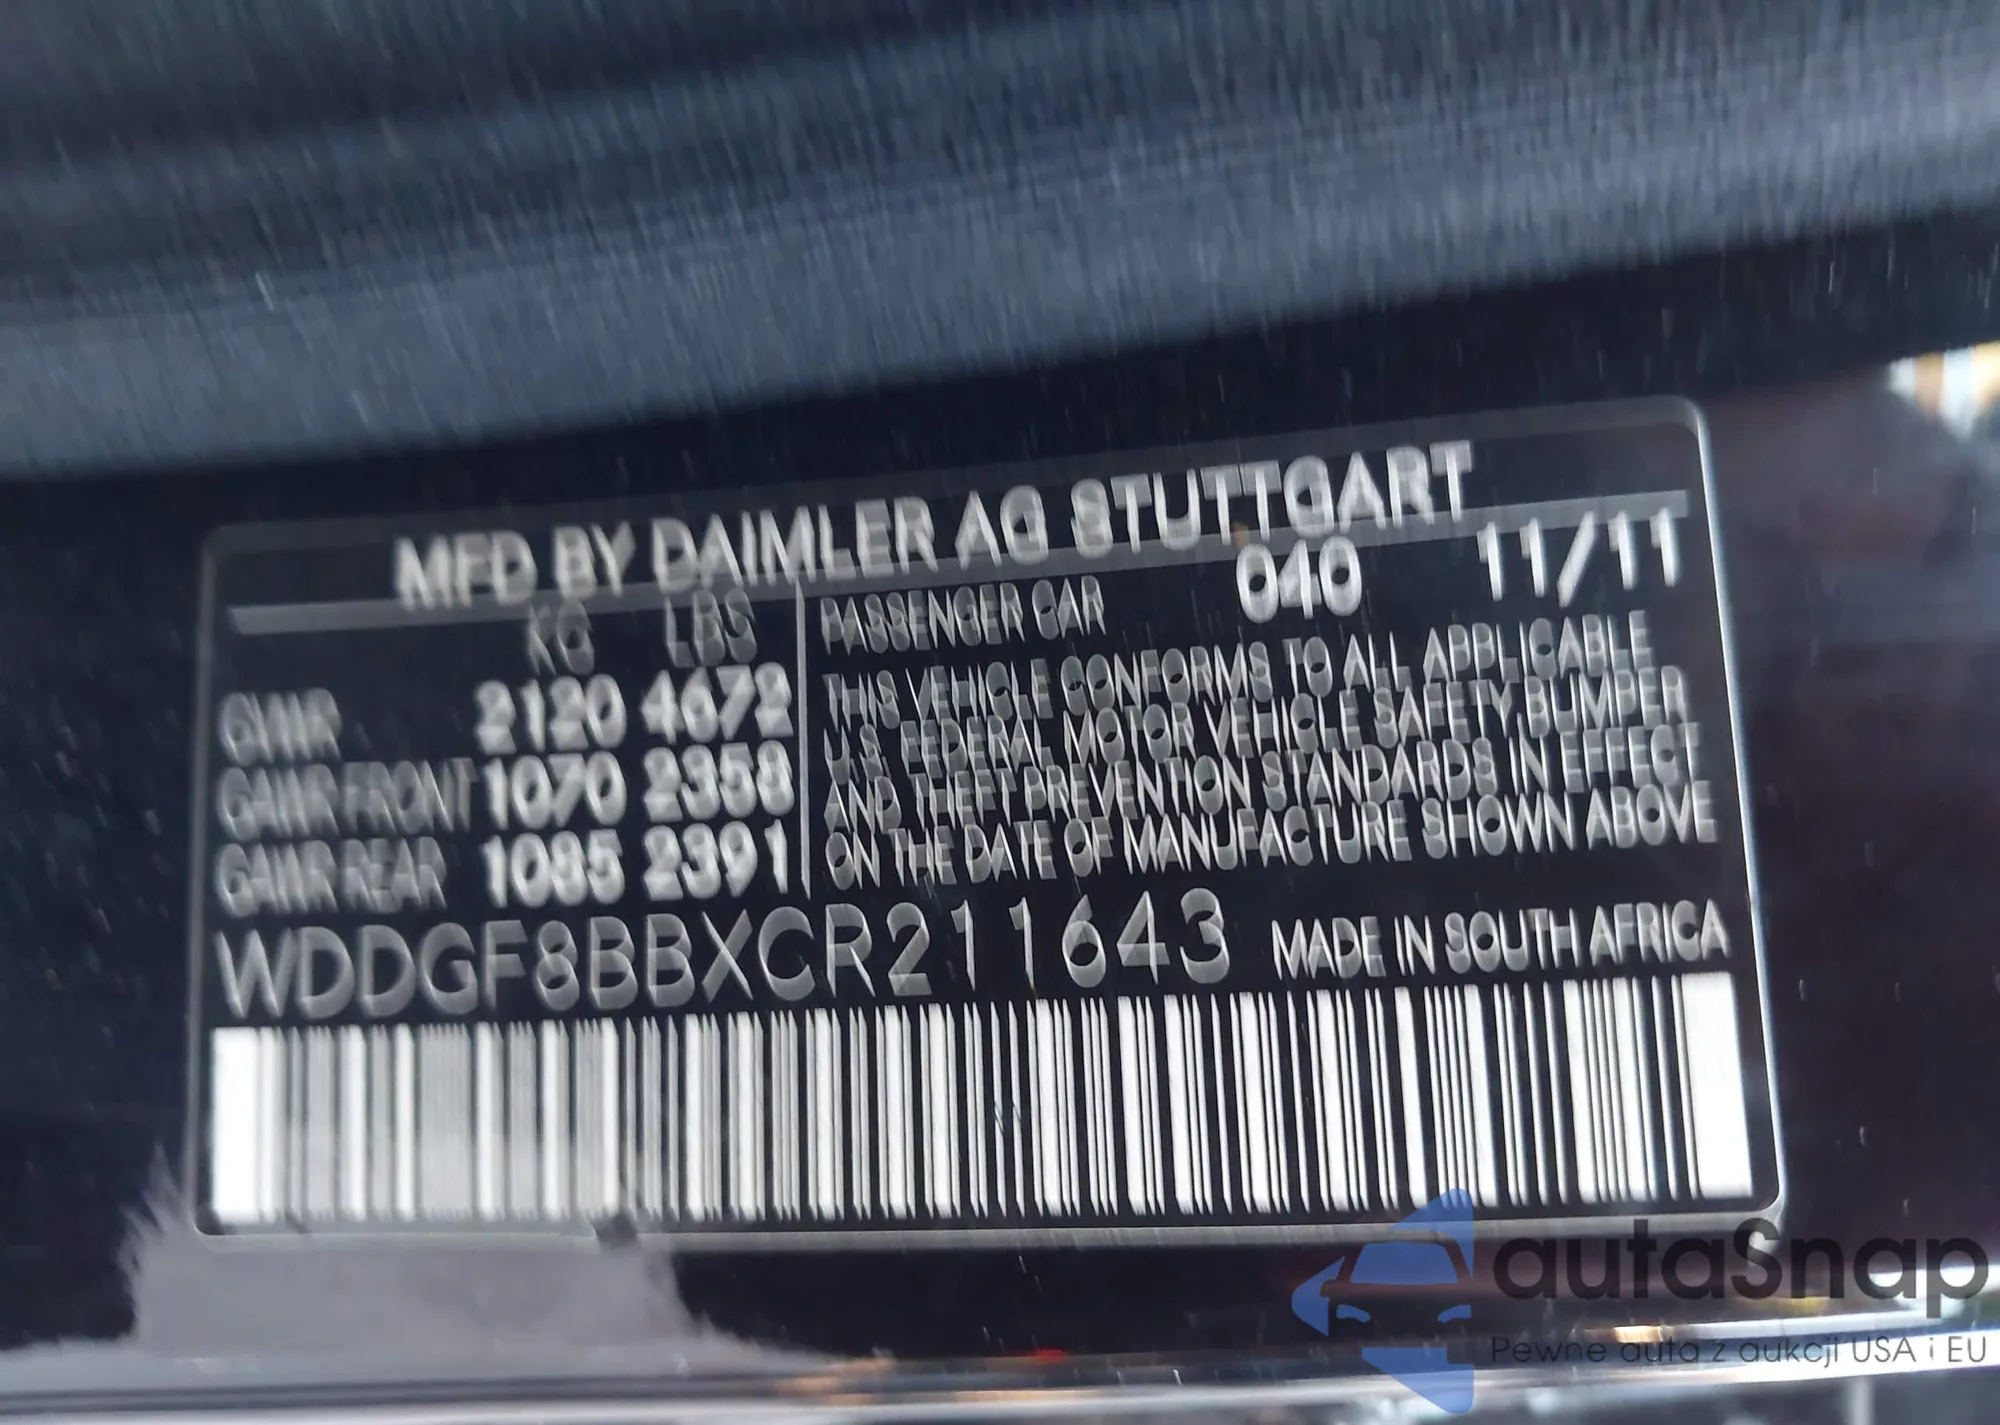 MFD BY DAIMLER AG STUTTGART
KG LBS
GVWR 2120 4672
GAWR FRONT 1070 2358
GAWR REAR 1085 2391
PASSENGER CAR 040 11/11
THIS VEHICLE CONFORMS TO ALL APPLICABLE
U.S. FEDERAL MOTOR VEHICLE SAFETY, BUMPER
AND THEFT PREVENTION STANDARDS IN EFFECT
ON THE DATE OF MANUFACTURE SHOWN ABOVE
WDDGF8BBXCR211643 MADE IN SOUTH AFRICA
autaSnap
Pewne auta z aukcji USA i EU